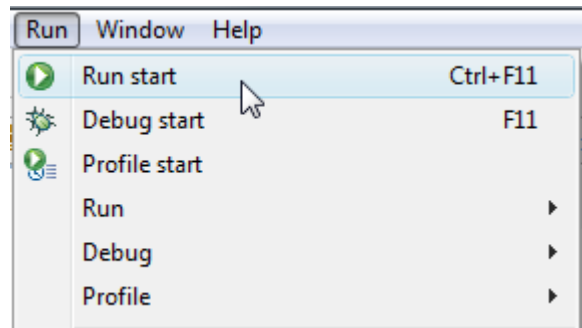 Run Window Help
Run start Ctrl+F11
Debug start F11
Profile start
Run
Debug
Profile